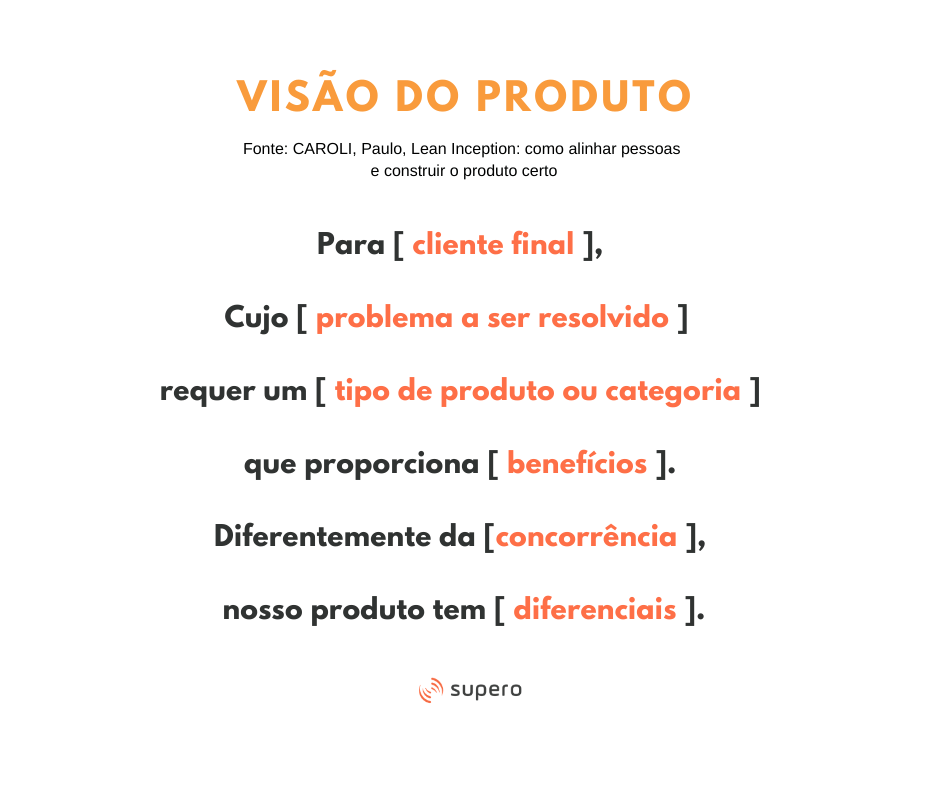 VISÃO DO PRODUTO
Fonte: CAROLI, Paulo, Lean Inception: como alinhar pessoas
e construir o produto certo
Para [ cliente final ],
Cujo [ problema a ser resolvido ]
requer um [ tipo de produto ou categoria ]
que proporciona [ benefícios ].
Diferentemente da [concorrência ],
nosso produto tem [ diferenciais ].
supero